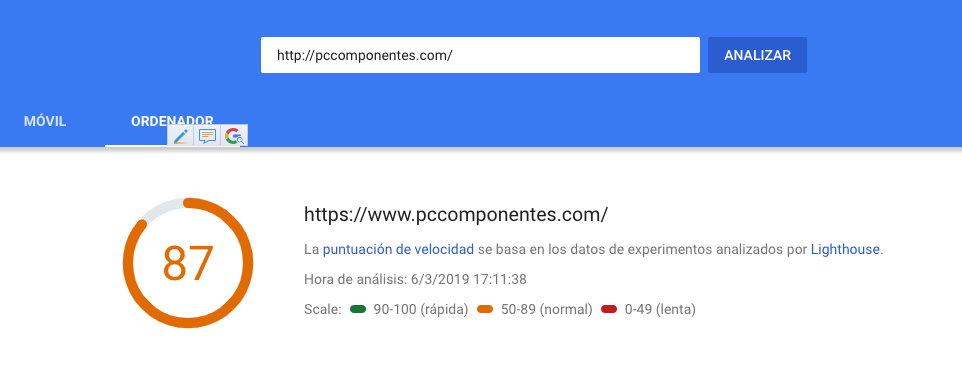 http://pccomponentes.com/ ANALIZAR
MÓVIL ORDENADOR
87
https://www.pccomponentes.com/
La puntuación de velocidad se basa en los datos de experimentos analizados por Lighthouse.
Hora de análisis: 6/3/2019 17:11:38
Scale: 90-100 (rápida) 50-89 (normal) 0-49 (lenta)